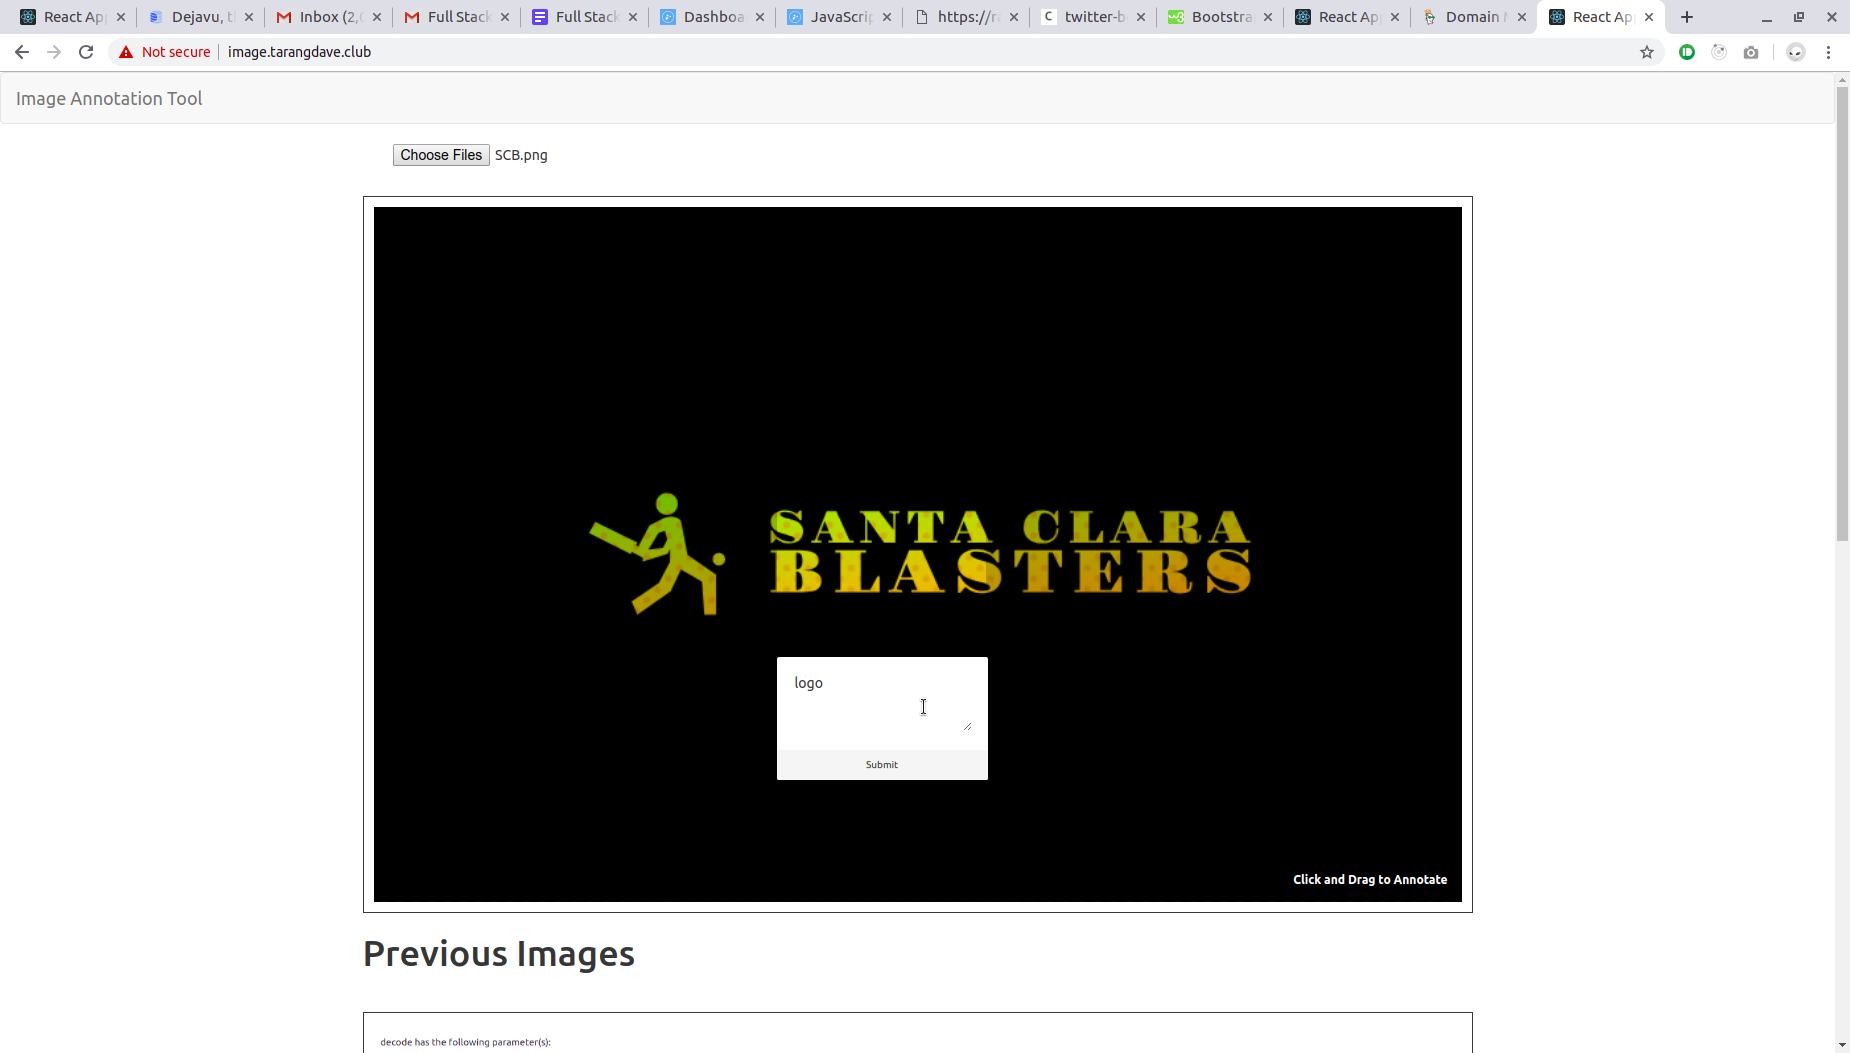 React Ap
Dejavu, t
Inbox (2,
Full Stack
Full Stack
Dashboa
JavaScrip
https://r
twitter-b
Bootstra
React Ap
Domain
React Ap
Not secure
image.tarangdave.club
Image Annotation Tool
Choose Files SCB.png
SANTA CLARA
BLASTERS
logo
Submit
Click and Drag to Annotate
Previous Images
decode has the following parameter(s):